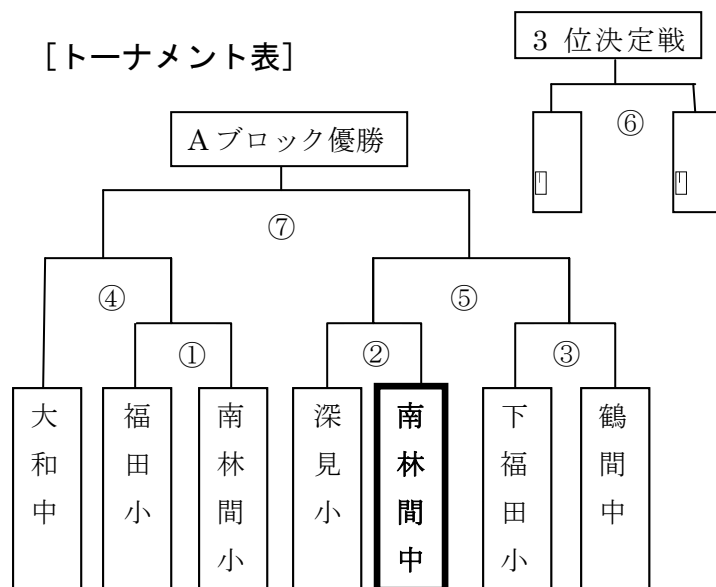 [トーナメント表]
3 位決定戦
⑥
Aブロック優勝
⑦
④
⑤
①
②
③
大和中
福田小
南林間小
深見小
南林間中
下福田小
鶴間中